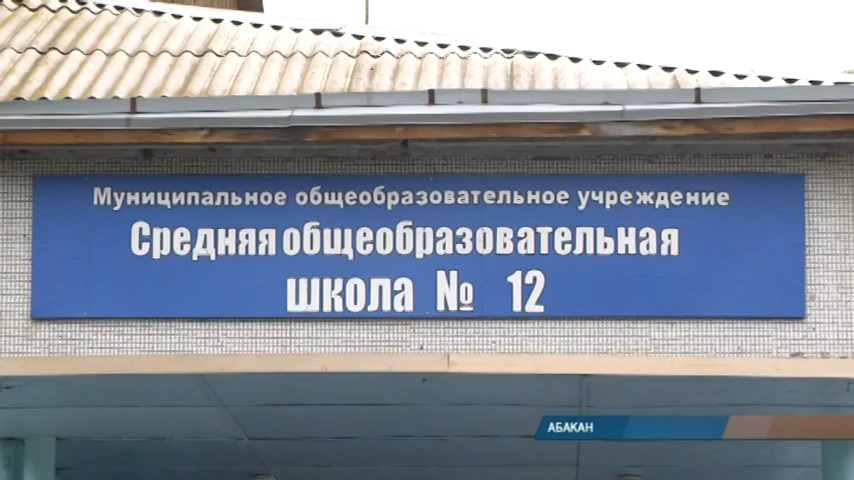 Муниципальное общеобразовательное учреждение
Средняя общеобразовательная
школа № 12
АБАКАН